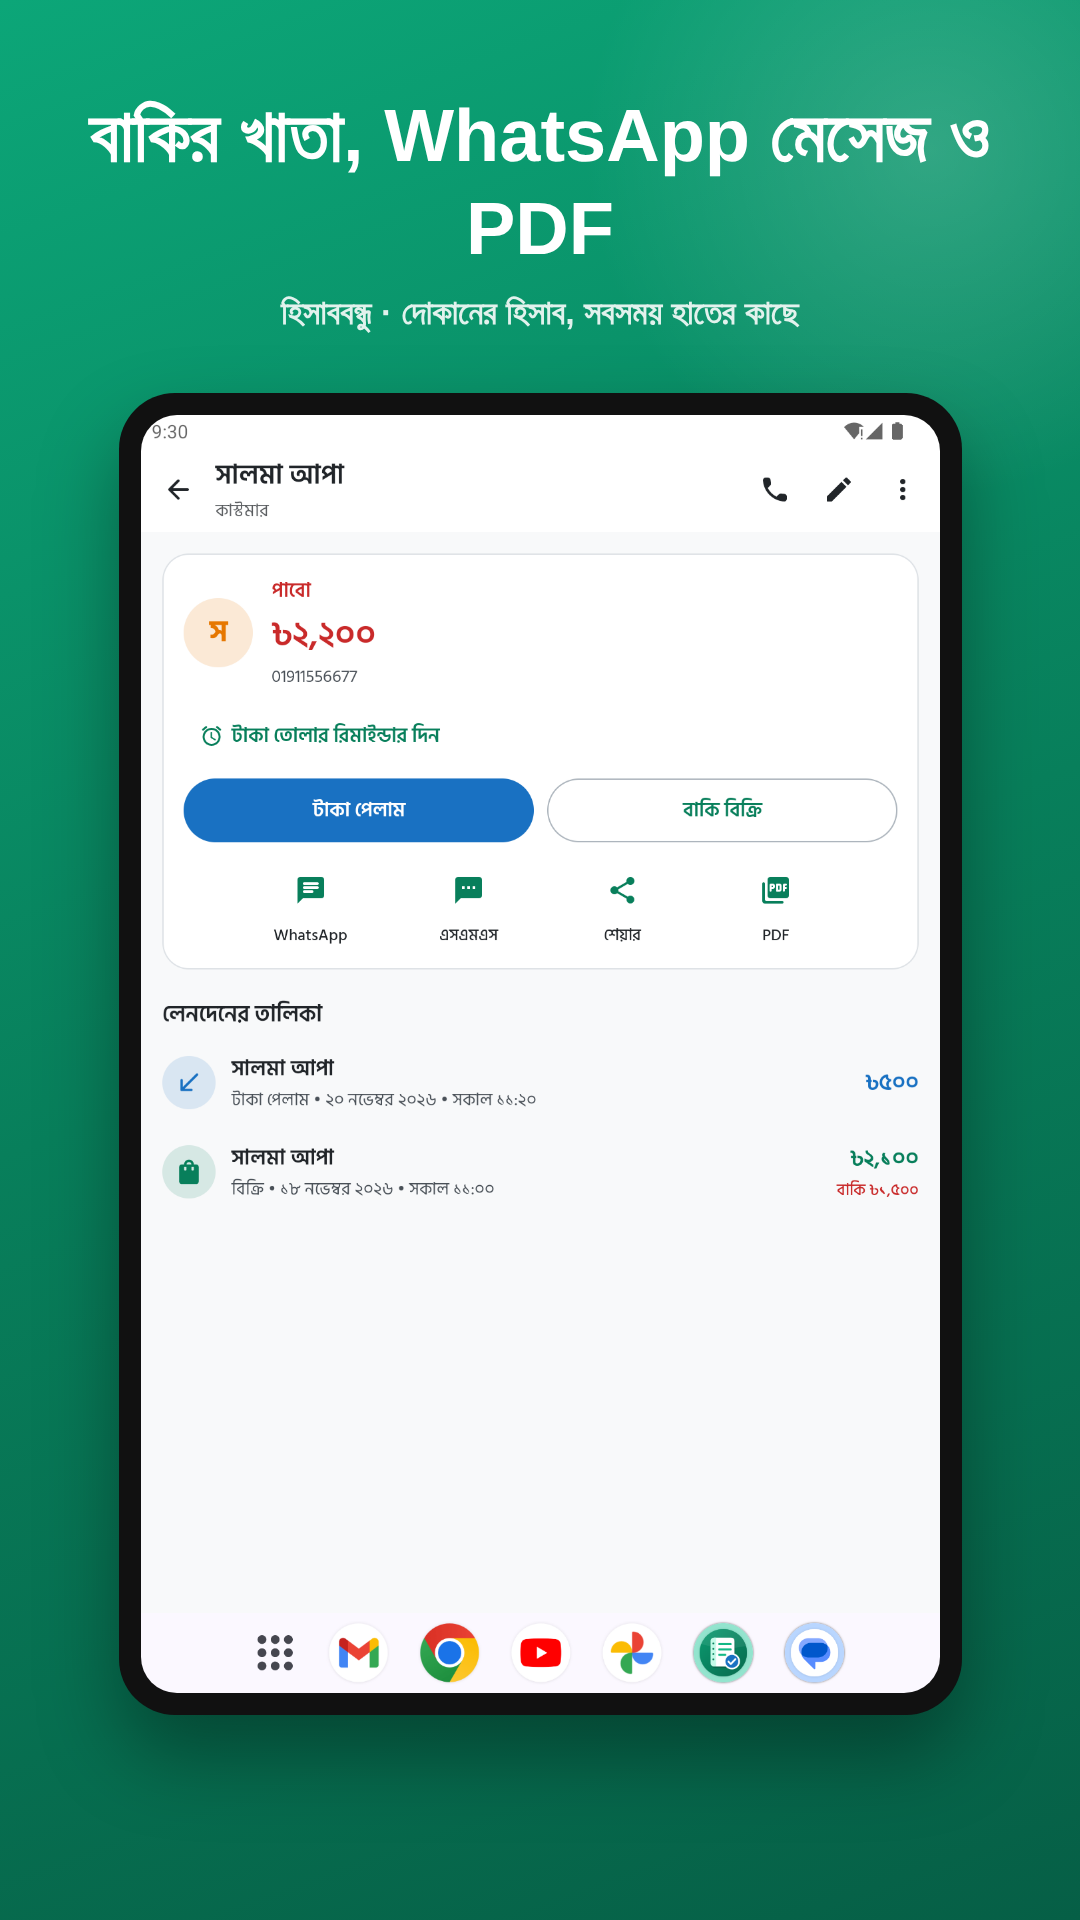 বাকির খাতা, WhatsApp মেসেজ ও
PDF
হিসাববন্ধু · দোকানের হিসাব, সবসময় হাতের কাছে
9:30
সালমা আপা
কাস্টমার
পাবো
স
৳২,২০০
01911556677
টাকা তোলার রিমাইন্ডার দিন
টাকা পেলাম
বাকি বিক্রি
WhatsApp
এসএমএস
শেয়ার
PDF
লেনদেনের তালিকা
সালমা আপা
৳৫০০
টাকা পেলাম • ২০ নভেম্বর ২০২৬ • সকাল ১১:২০
সালমা আপা
৳২,১০০
বিক্রি • ১৮ নভেম্বর ২০২৬ • সকাল ১১:০০
বাকি ৳১,৫০০